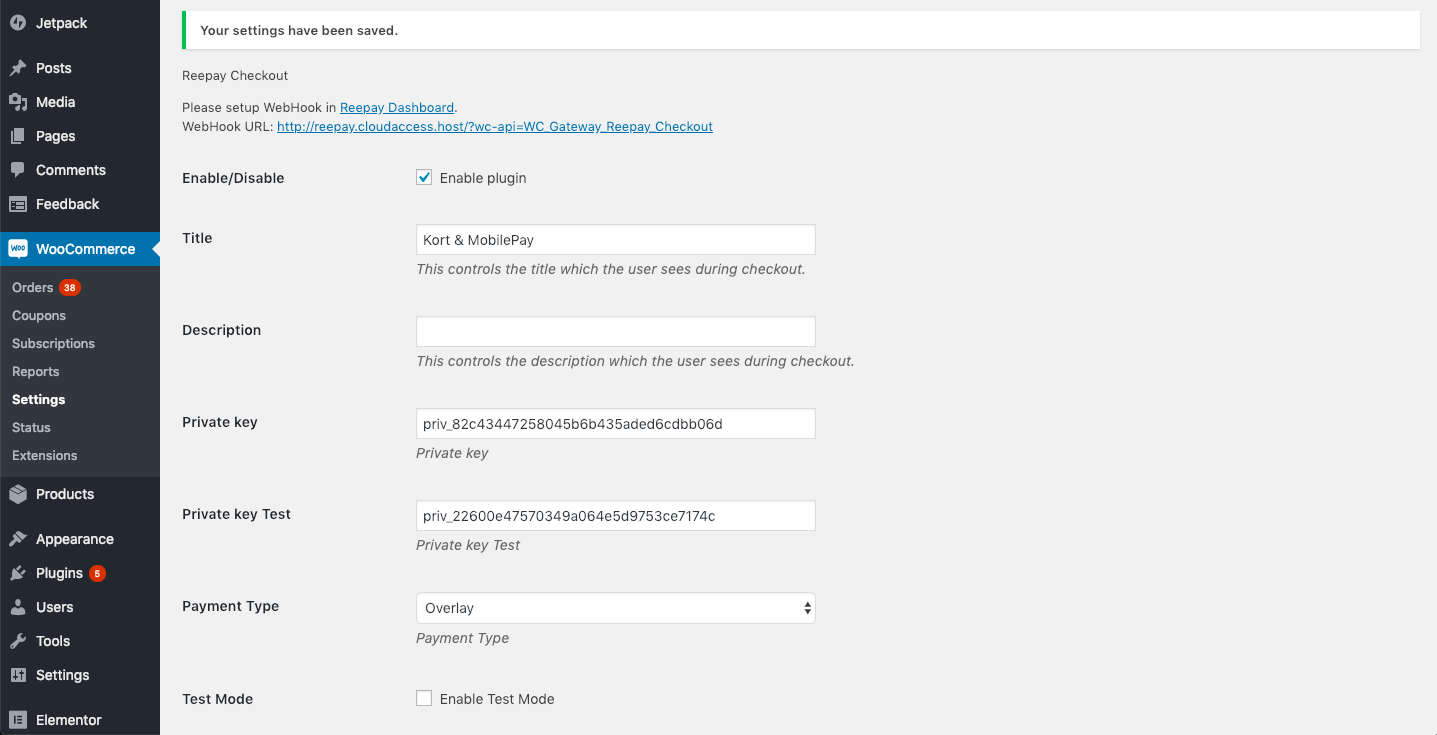 Jetpack
Posts
Media
Pages
Comments
Feedback
Woo WooCommerce
Orders 38
Coupons
Subscriptions
Reports
Settings
Status
Extensions
Products
Appearance
Plugins 5
Users
Tools
Settings
Elementor
Your settings have been saved.
Reepay Checkout
Please setup WebHook in Reepay Dashboard.
WebHook URL: http://reepay.cloudaccess.host/?wc-api=WC_Gateway_Reepay_Checkout
Enable/Disable Enable plugin
Title Kort & MobilePay
This controls the title which the user sees during checkout.
Description
This controls the description which the user sees during checkout.
Private key priv_82c43447258045b6b435aded6cdbb06d
Private key
Private key Test priv_22600e47570349a064e5d9753ce7174c
Private key Test
Payment Type Overlay
Payment Type
Test Mode Enable Test Mode